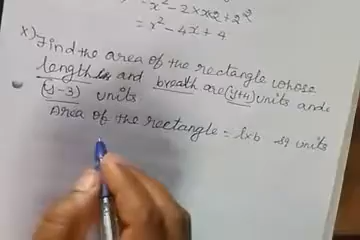 x² - 2 × x × 2 + 2²
= x² - 4x + 4
x) Find the area of the rectangle whose
length is and breath are (y+4) units and
(y-3) units
Area of the rectangle = l×b sq units